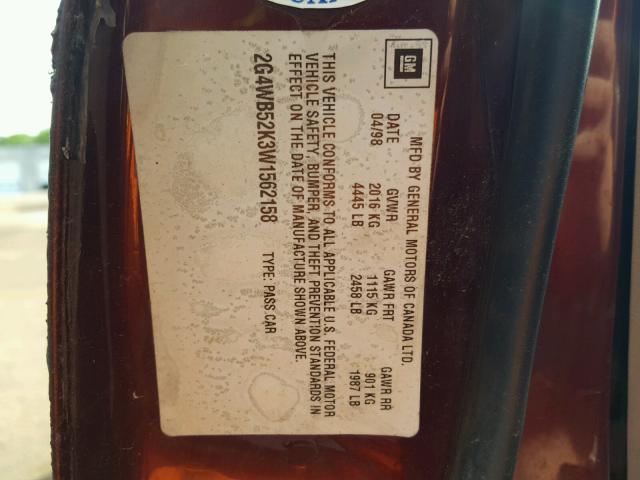 GM
MFD BY GENERAL MOTORS OF CANADA LTD.
DATE GVWR GAWR FRT GAWR RR
04/98 2016 KG 1115 KG 901 KG
4445 LB 2458 LB 1987 LB
THIS VEHICLE CONFORMS TO ALL APPLICABLE U.S. FEDERAL MOTOR
VEHICLE SAFETY, BUMPER, AND THEFT PREVENTION STANDARDS IN
EFFECT ON THE DATE OF MANUFACTURE SHOWN ABOVE.
2G4WB52K3W1562158 TYPE: PASS CAR